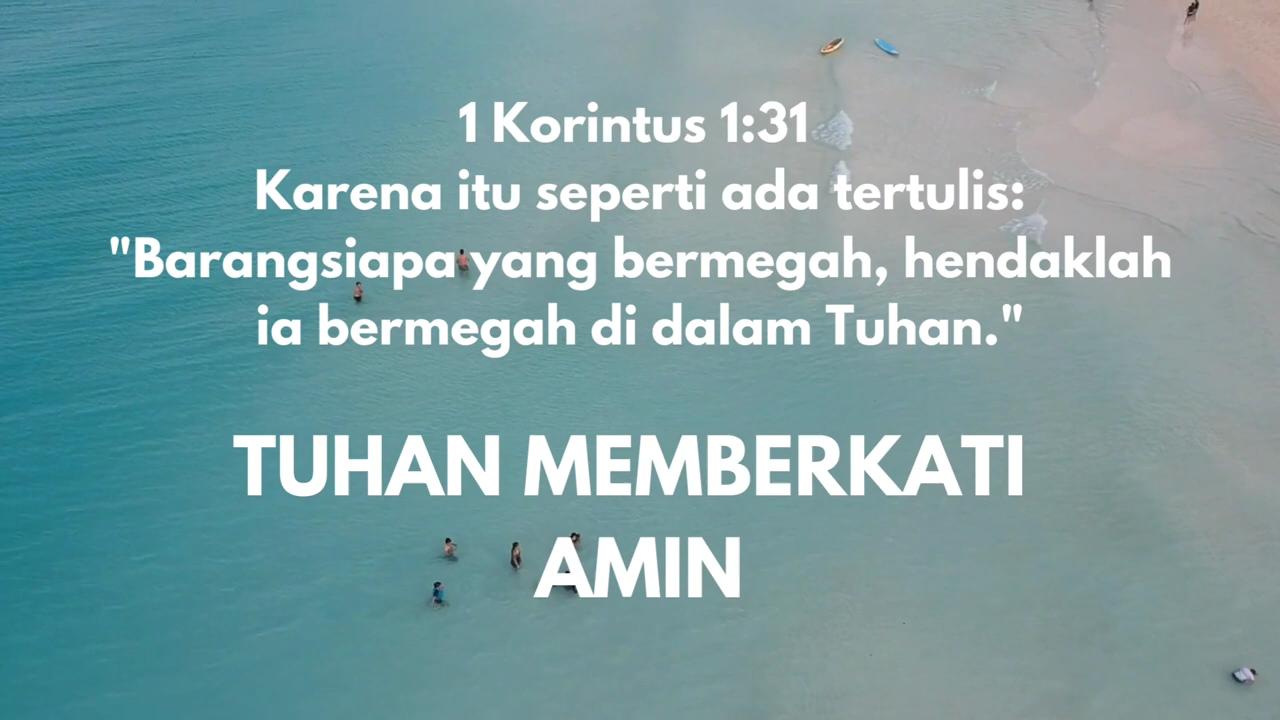 1 Korintus 1:31
Karena itu seperti ada tertulis:
"Barangsiapa yang bermegah, hendaklah
ia bermegah di dalam Tuhan."
TUHAN MEMBERKATI
AMIN